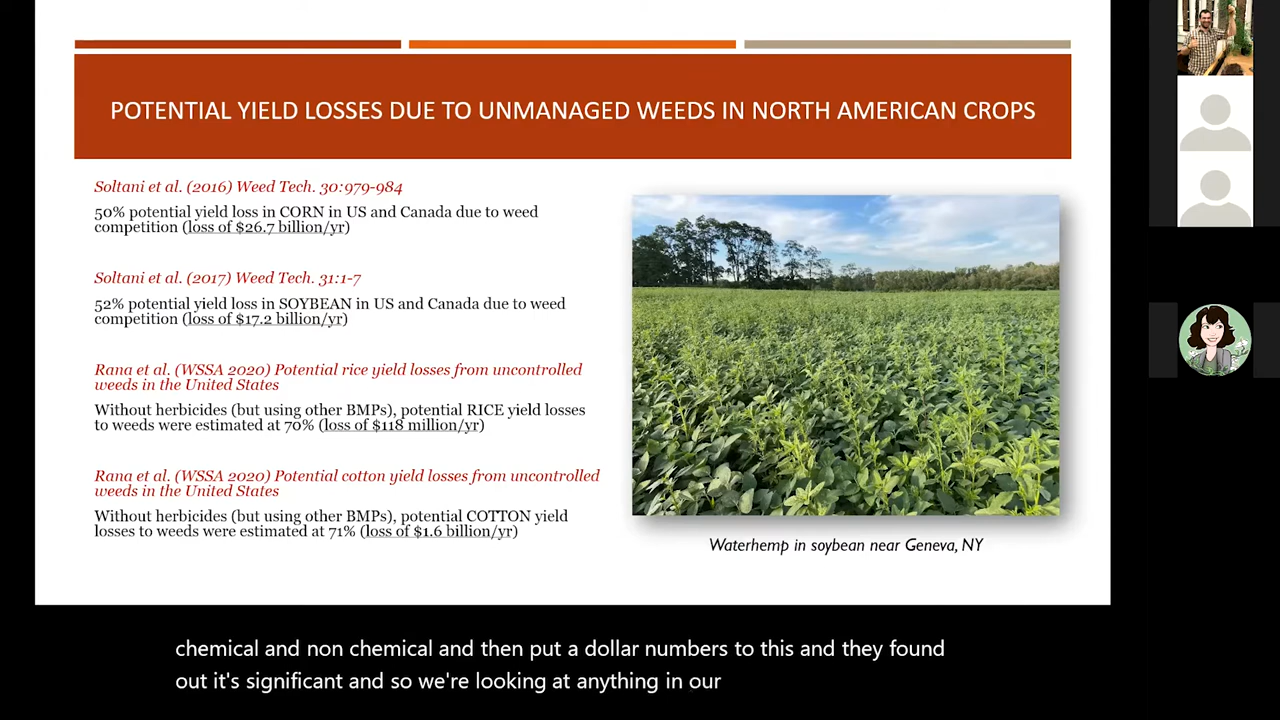 POTENTIAL YIELD LOSSES DUE TO UNMANAGED WEEDS IN NORTH AMERICAN CROPS
Soltani et al. (2016) Weed Tech. 30:979-984
50% potential yield loss in CORN in US and Canada due to weed
competition (loss of $26.7 billion/yr)
Soltani et al. (2017) Weed Tech. 31:1-7
52% potential yield loss in SOYBEAN in US and Canada due to weed
competition (loss of $17.2 billion/yr)
Rana et al. (WSSA 2020) Potential rice yield losses from uncontrolled
weeds in the United States
Without herbicides (but using other BMPs), potential RICE yield losses
to weeds were estimated at 70% (loss of $118 million/yr)
Rana et al. (WSSA 2020) Potential cotton yield losses from uncontrolled
weeds in the United States
Without herbicides (but using other BMPs), potential COTTON yield
losses to weeds were estimated at 71% (loss of $1.6 billion/yr)
Waterhemp in soybean near Geneva, NY
chemical and non chemical and then put a dollar numbers to this and they found
out it's significant and so we're looking at anything in our